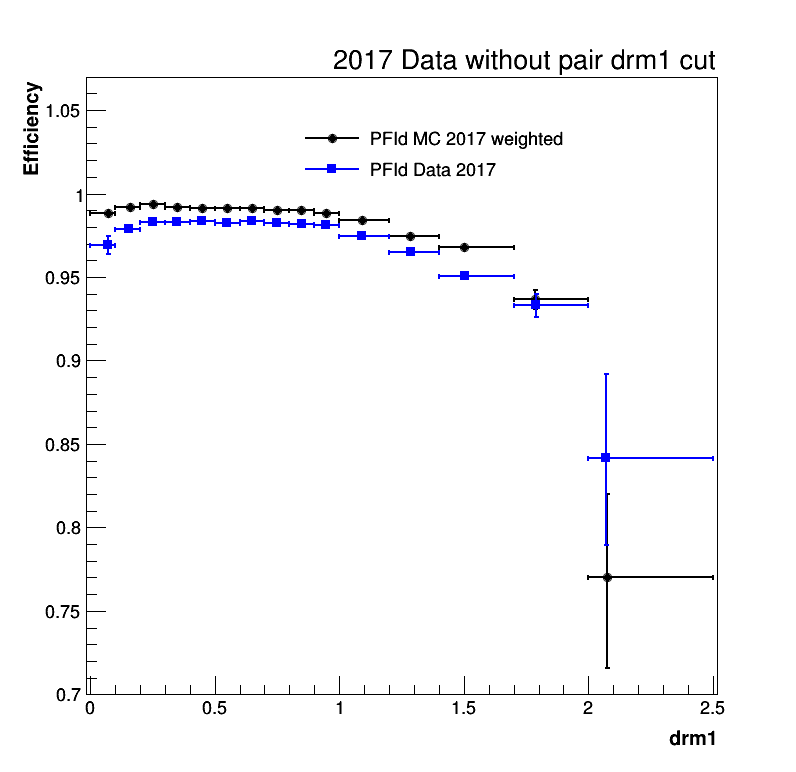 2017 Data without pair drm1 cut
Efficiency
PFId MC 2017 weighted
PFId Data 2017
1.05
1
0.95
0.9
0.85
0.8
0.75
0.7
0 0.5 1 1.5 2 2.5
drm1